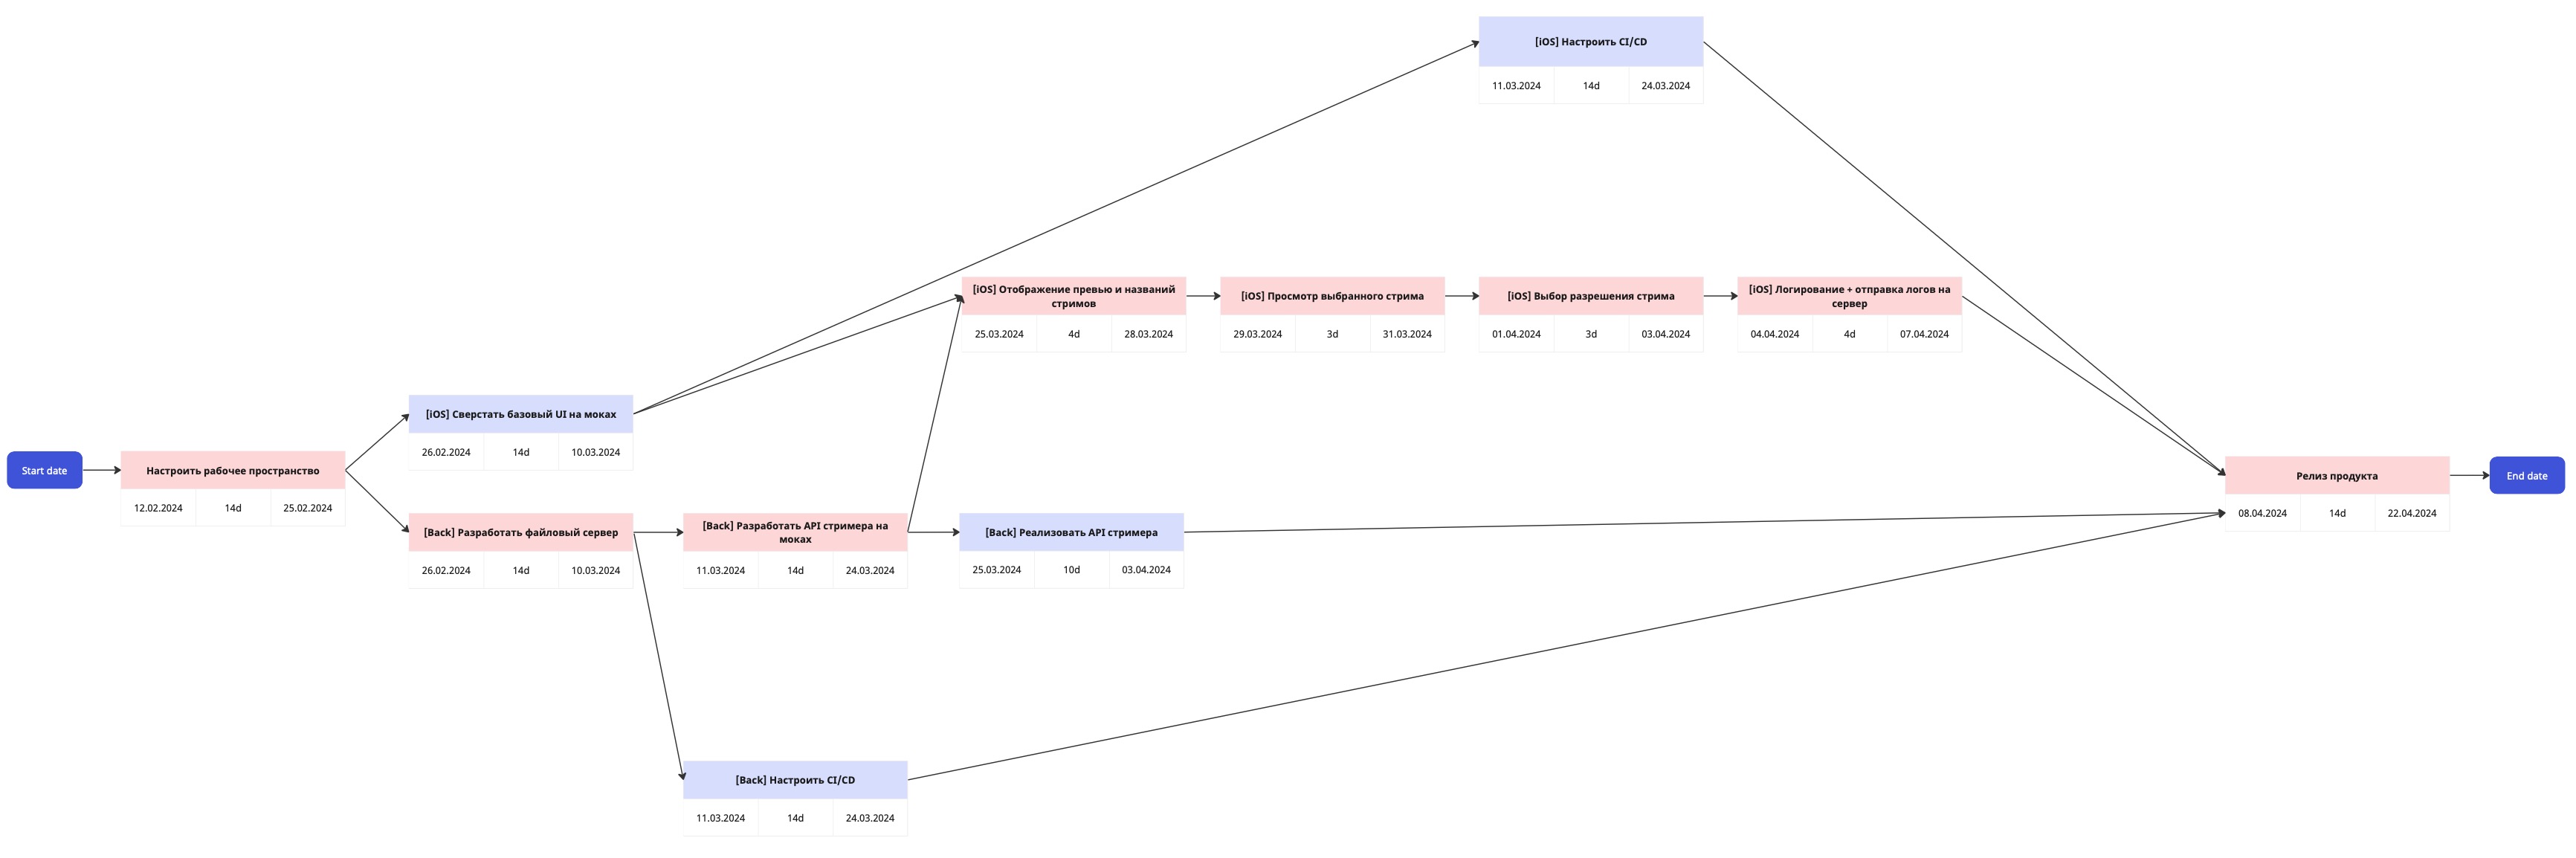 [iOS] Настроить CI/CD
11.03.2024 14d 24.03.2024
[iOS] Отображение превью и названий
стримов
25.03.2024 4d 28.03.2024
[iOS] Просмотр выбранного стрима
29.03.2024 3d 31.03.2024
[iOS] Выбор разрешения стрима
01.04.2024 3d 03.04.2024
[iOS] Логирование + отправка логов на
сервер
04.04.2024 4d 07.04.2024
[iOS] Сверстать базовый UI на моках
26.02.2024 14d 10.03.2024
Start date
Настроить рабочее пространство
12.02.2024 14d 25.02.2024
[Back] Разработать файловый сервер
26.02.2024 14d 10.03.2024
[Back] Разработать API стримера на
моках
11.03.2024 14d 24.03.2024
[Back] Реализовать API стримера
25.03.2024 10d 03.04.2024
Релиз продукта
08.04.2024 14d 22.04.2024
End date
[Back] Настроить CI/CD
11.03.2024 14d 24.03.2024